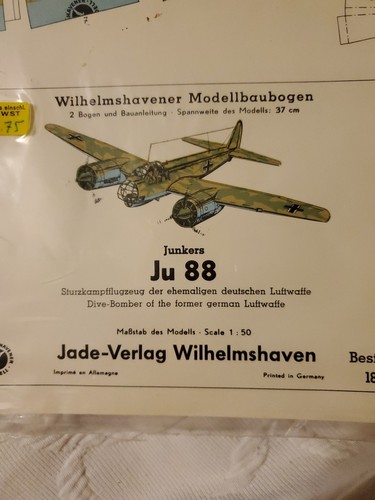 Wilhelmshavener Modellbaubogen
2 Bogen und Bauanleitung · Spannweite des Modells: 37 cm
WST
75
Junkers
Ju 88
Sturzkampfflugzeug der ehemaligen deutschen Luftwaffe
Dive-Bomber of the former german Luftwaffe
Maßstab des Modells · Scale 1 : 50
Jade-Verlag Wilhelmshaven
Imprimé en Allemagne
Printed in Germany